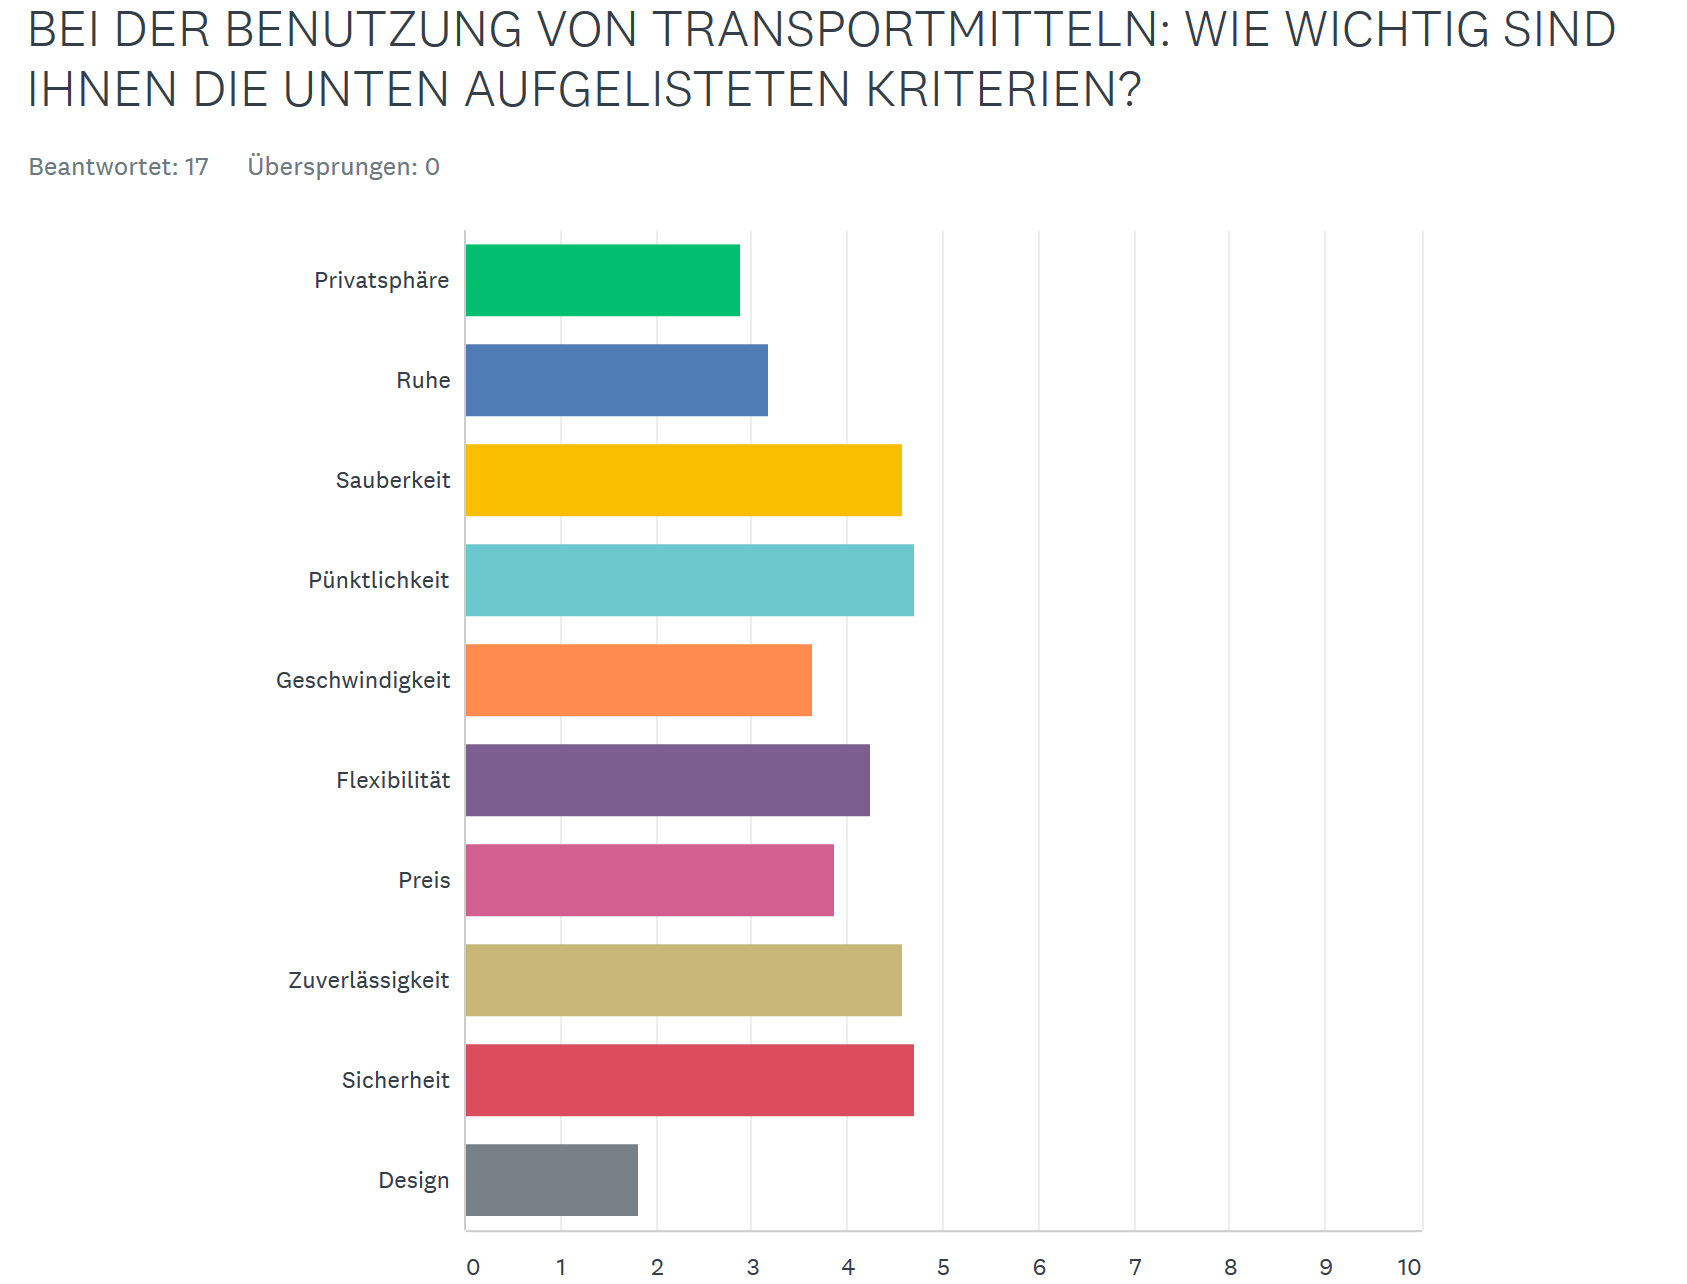 BEI DER BENUTZUNG VON TRANSPORTMITTELN: WIE WICHTIG SIND
IHNEN DIE UNTEN AUFGELISTETEN KRITERIEN?
Beantwortet: 17 Übersprungen: 0
Privatsphäre
Ruhe
Sauberkeit
Pünktlichkeit
Geschwindigkeit
Flexibilität
Preis
Zuverlässigkeit
Sicherheit
Design
0 1 2 3 4 5 6 7 8 9 10